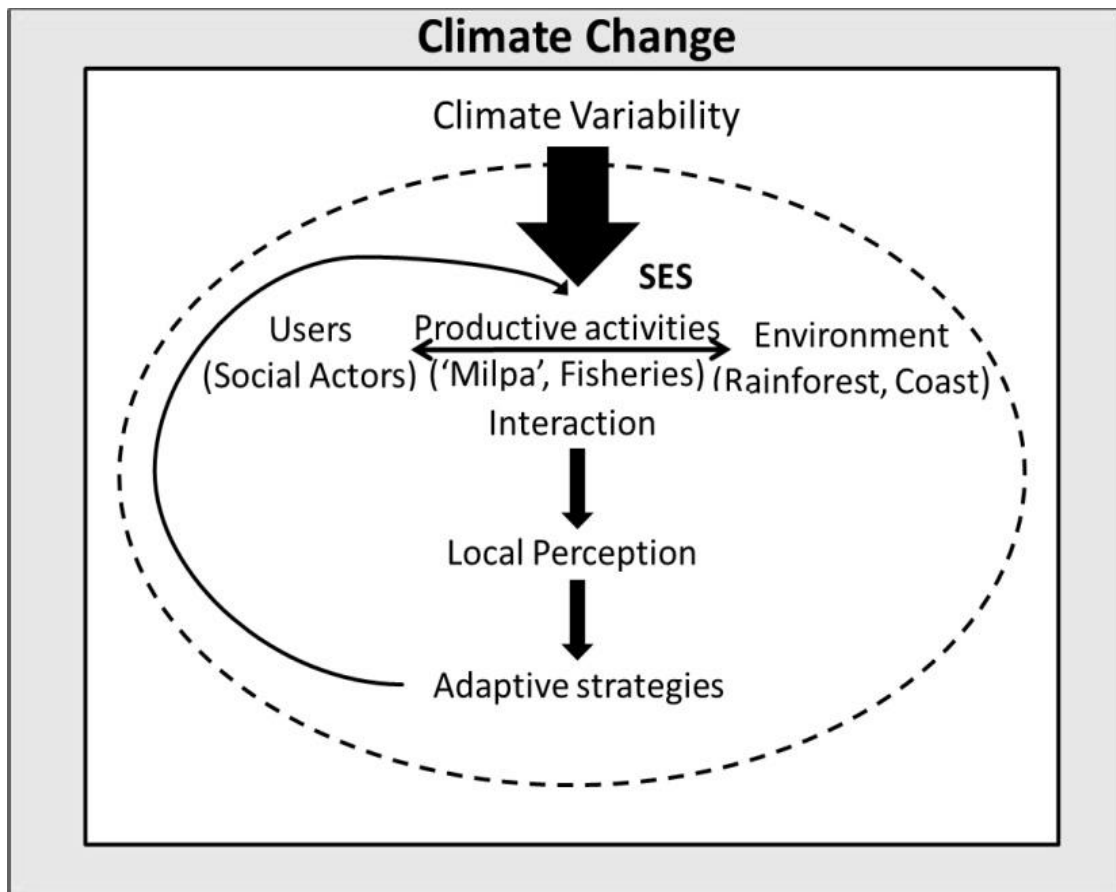 Climate Change
Climate Variability
SES
Users
(Social Actors)
Productive activities
(‘Milpa’, Fisheries)
Interaction
Environment
(Rainforest, Coast)
Local Perception
Adaptive strategies